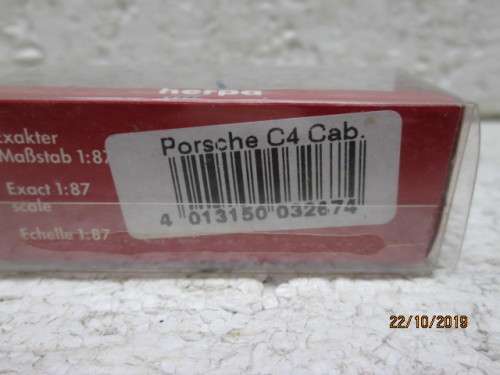 herpa
Exakter
Maßstab 1:87
Exact 1:87
scale
Echelle 1:87
Porsche C4 Cab.
4 013150 032674
22/10/2019